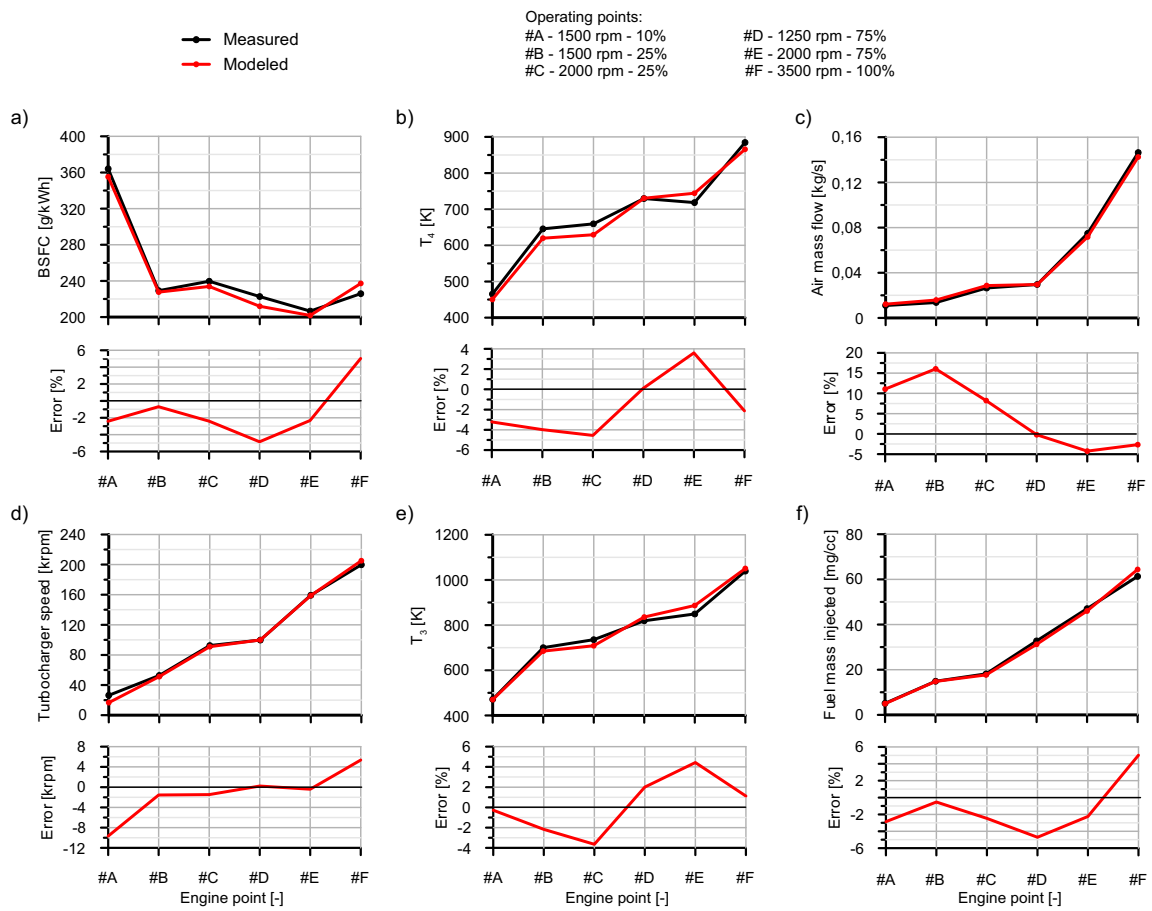 Measured
Modeled
Operating points:
#A - 1500 rpm - 10%
#B - 1500 rpm - 25%
#C - 2000 rpm - 25%
#D - 1250 rpm - 75%
#E - 2000 rpm - 75%
#F - 3500 rpm - 100%
a)
BSFC [g/kWh]
400
360
320
280
240
200
Error [%]
6
2
-2
-6
#A #B #C #D #E #F
b)
T4 [K]
900
800
700
600
500
400
Error [%]
4
2
0
-2
-4
-6
#A #B #C #D #E #F
c)
Air mass flow [kg/s]
0,16
0,12
0,08
0,04
0
Error [%]
20
15
10
5
0
-5
#A #B #C #D #E #F
d)
Turbocharger speed [krpm]
240
200
160
120
80
40
0
Error [krpm]
8
4
0
-4
-8
-12
#A #B #C #D #E #F
Engine point [-]
e)
T3 [K]
1200
1000
800
600
400
Error [%]
6
4
2
0
-2
-4
#A #B #C #D #E #F
Engine point [-]
f)
Fuel mass injected [mg/cc]
80
60
40
20
0
Error [%]
6
2
-2
-6
#A #B #C #D #E #F
Engine point [-]